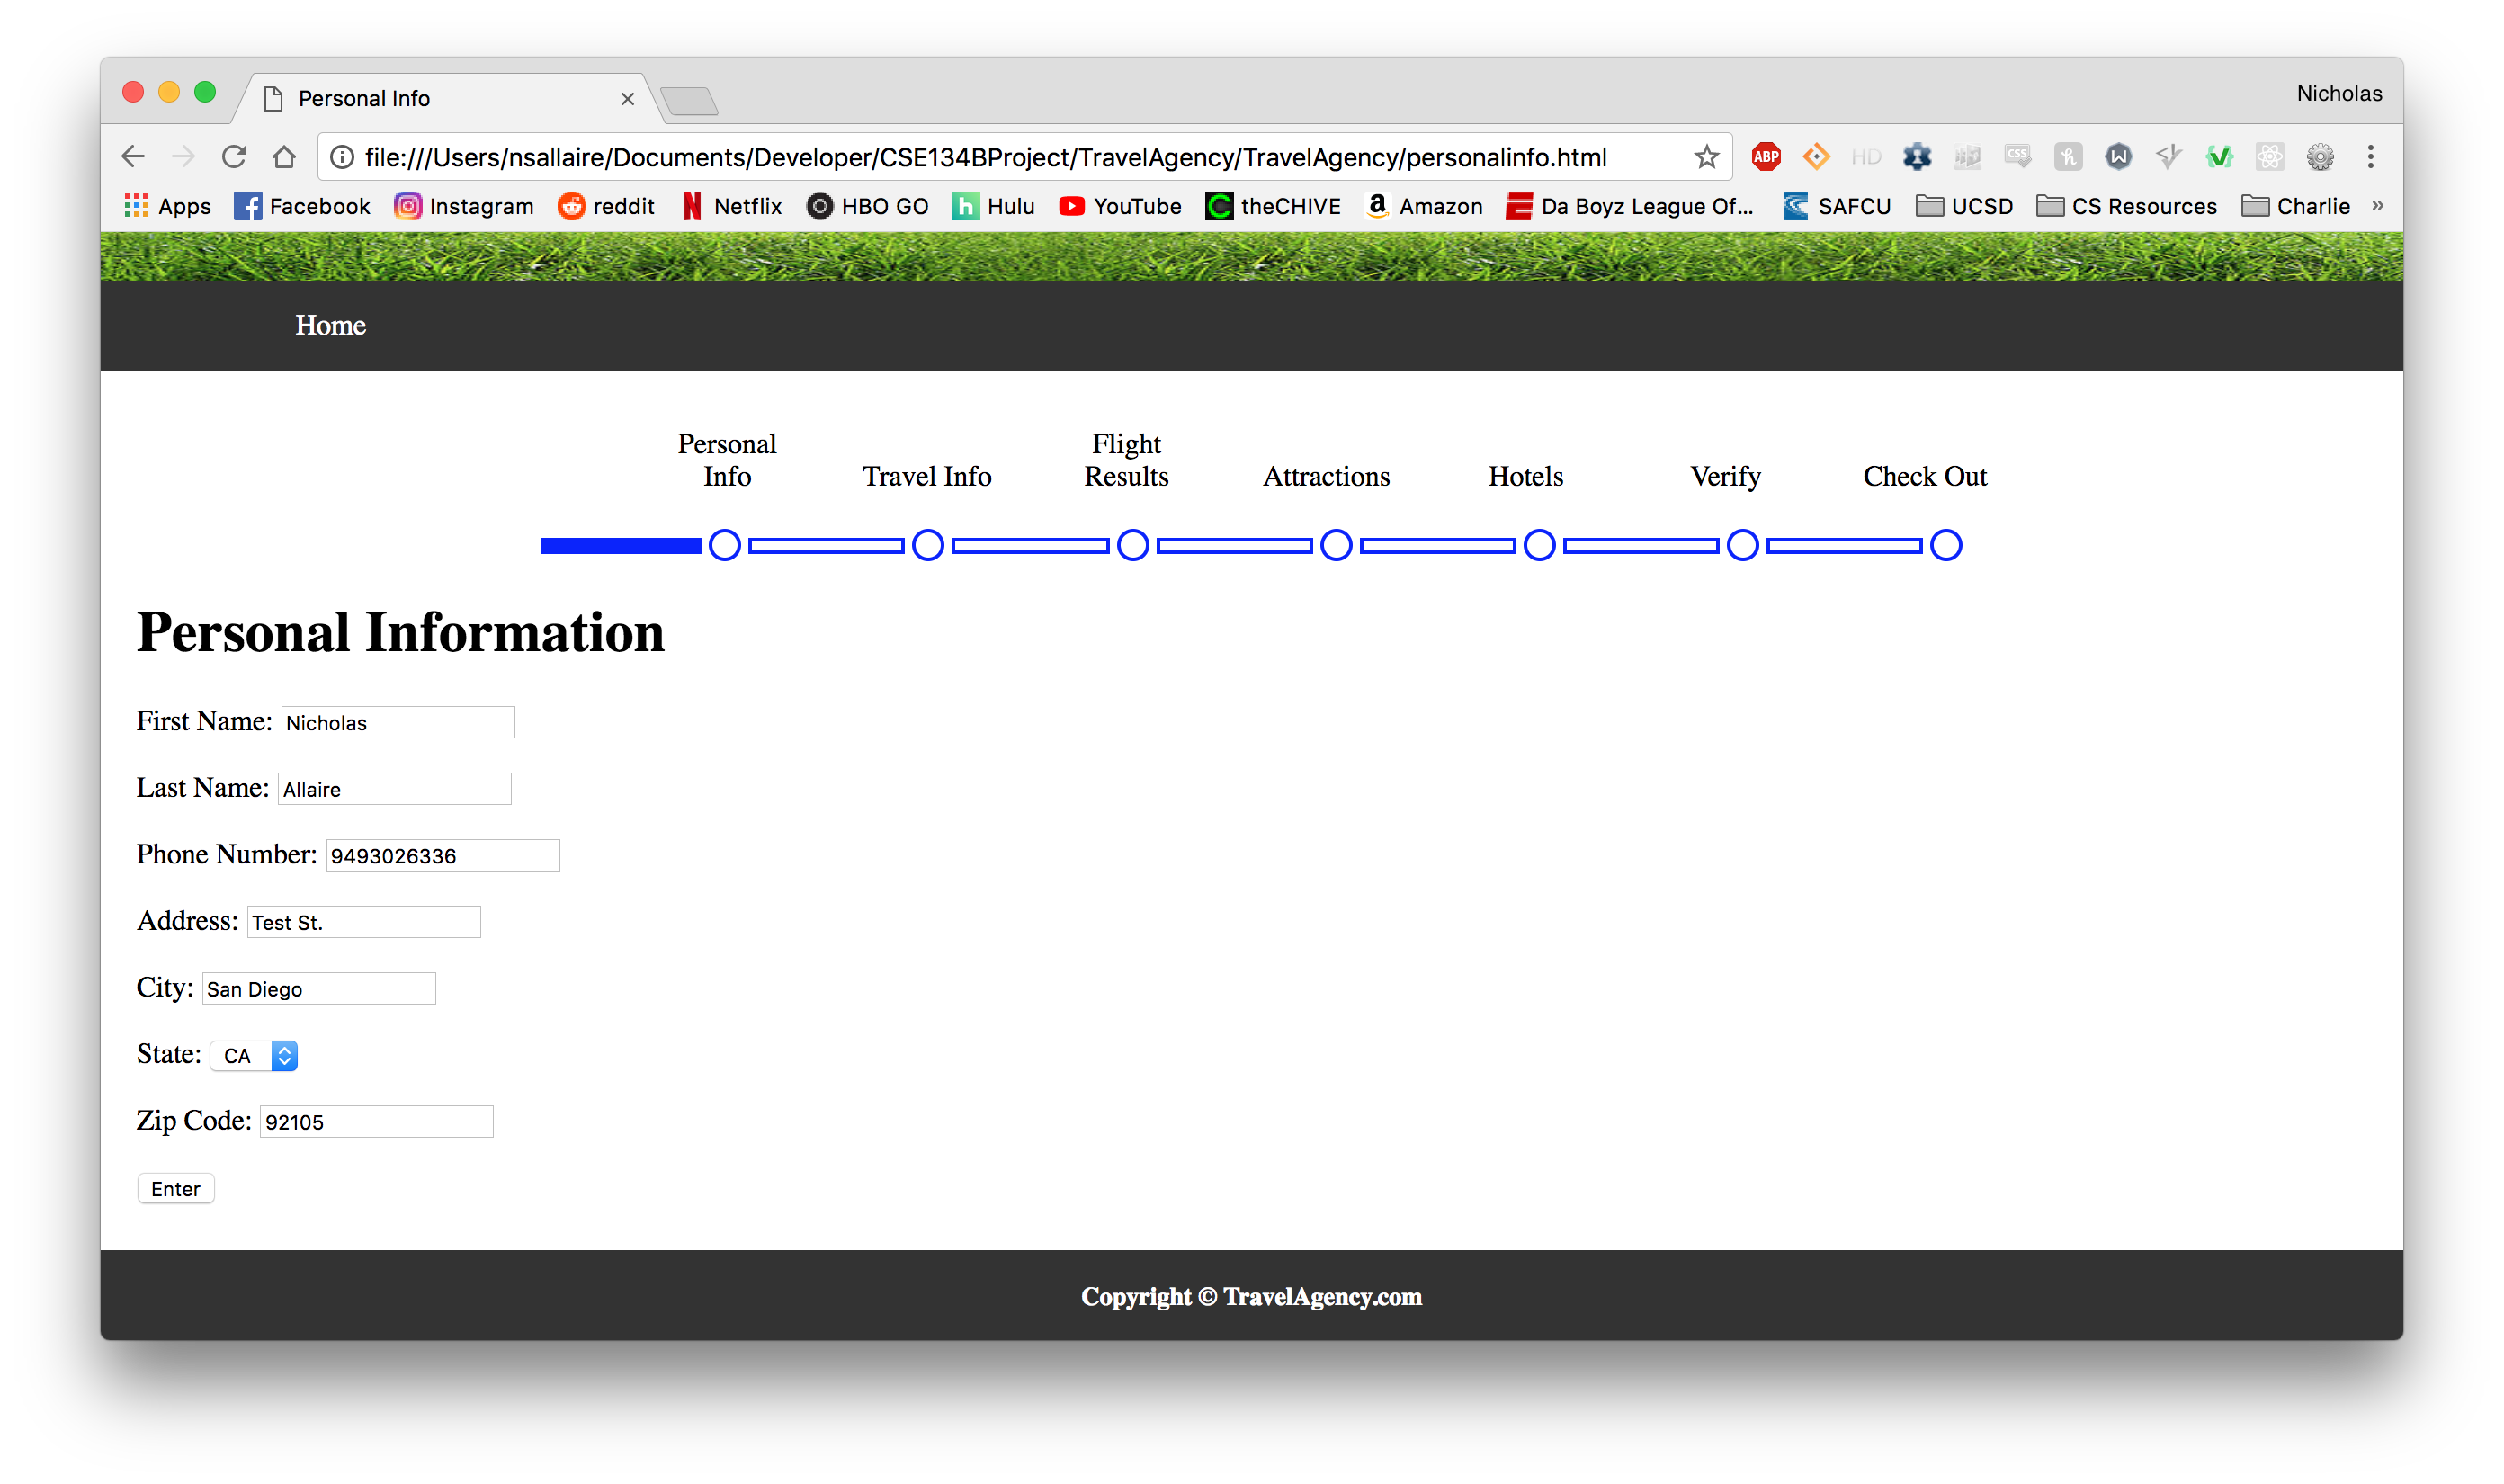 Personal Info
Nicholas
file:///Users/nsallaire/Documents/Developer/CSE134BProject/TravelAgency/TravelAgency/personalinfo.html
ABP HD CSS
Apps Facebook Instagram reddit Netflix HBO GO Hulu YouTube theCHIVE Amazon Da Boyz League Of... SAFCU UCSD CS Resources Charlie »
Home
Personal Info
Travel Info
Flight Results
Attractions
Hotels
Verify
Check Out
Personal Information
First Name: Nicholas
Last Name: Allaire
Phone Number: 9493026336
Address: Test St.
City: San Diego
State: CA
Zip Code: 92105
Enter
Copyright © TravelAgency.com